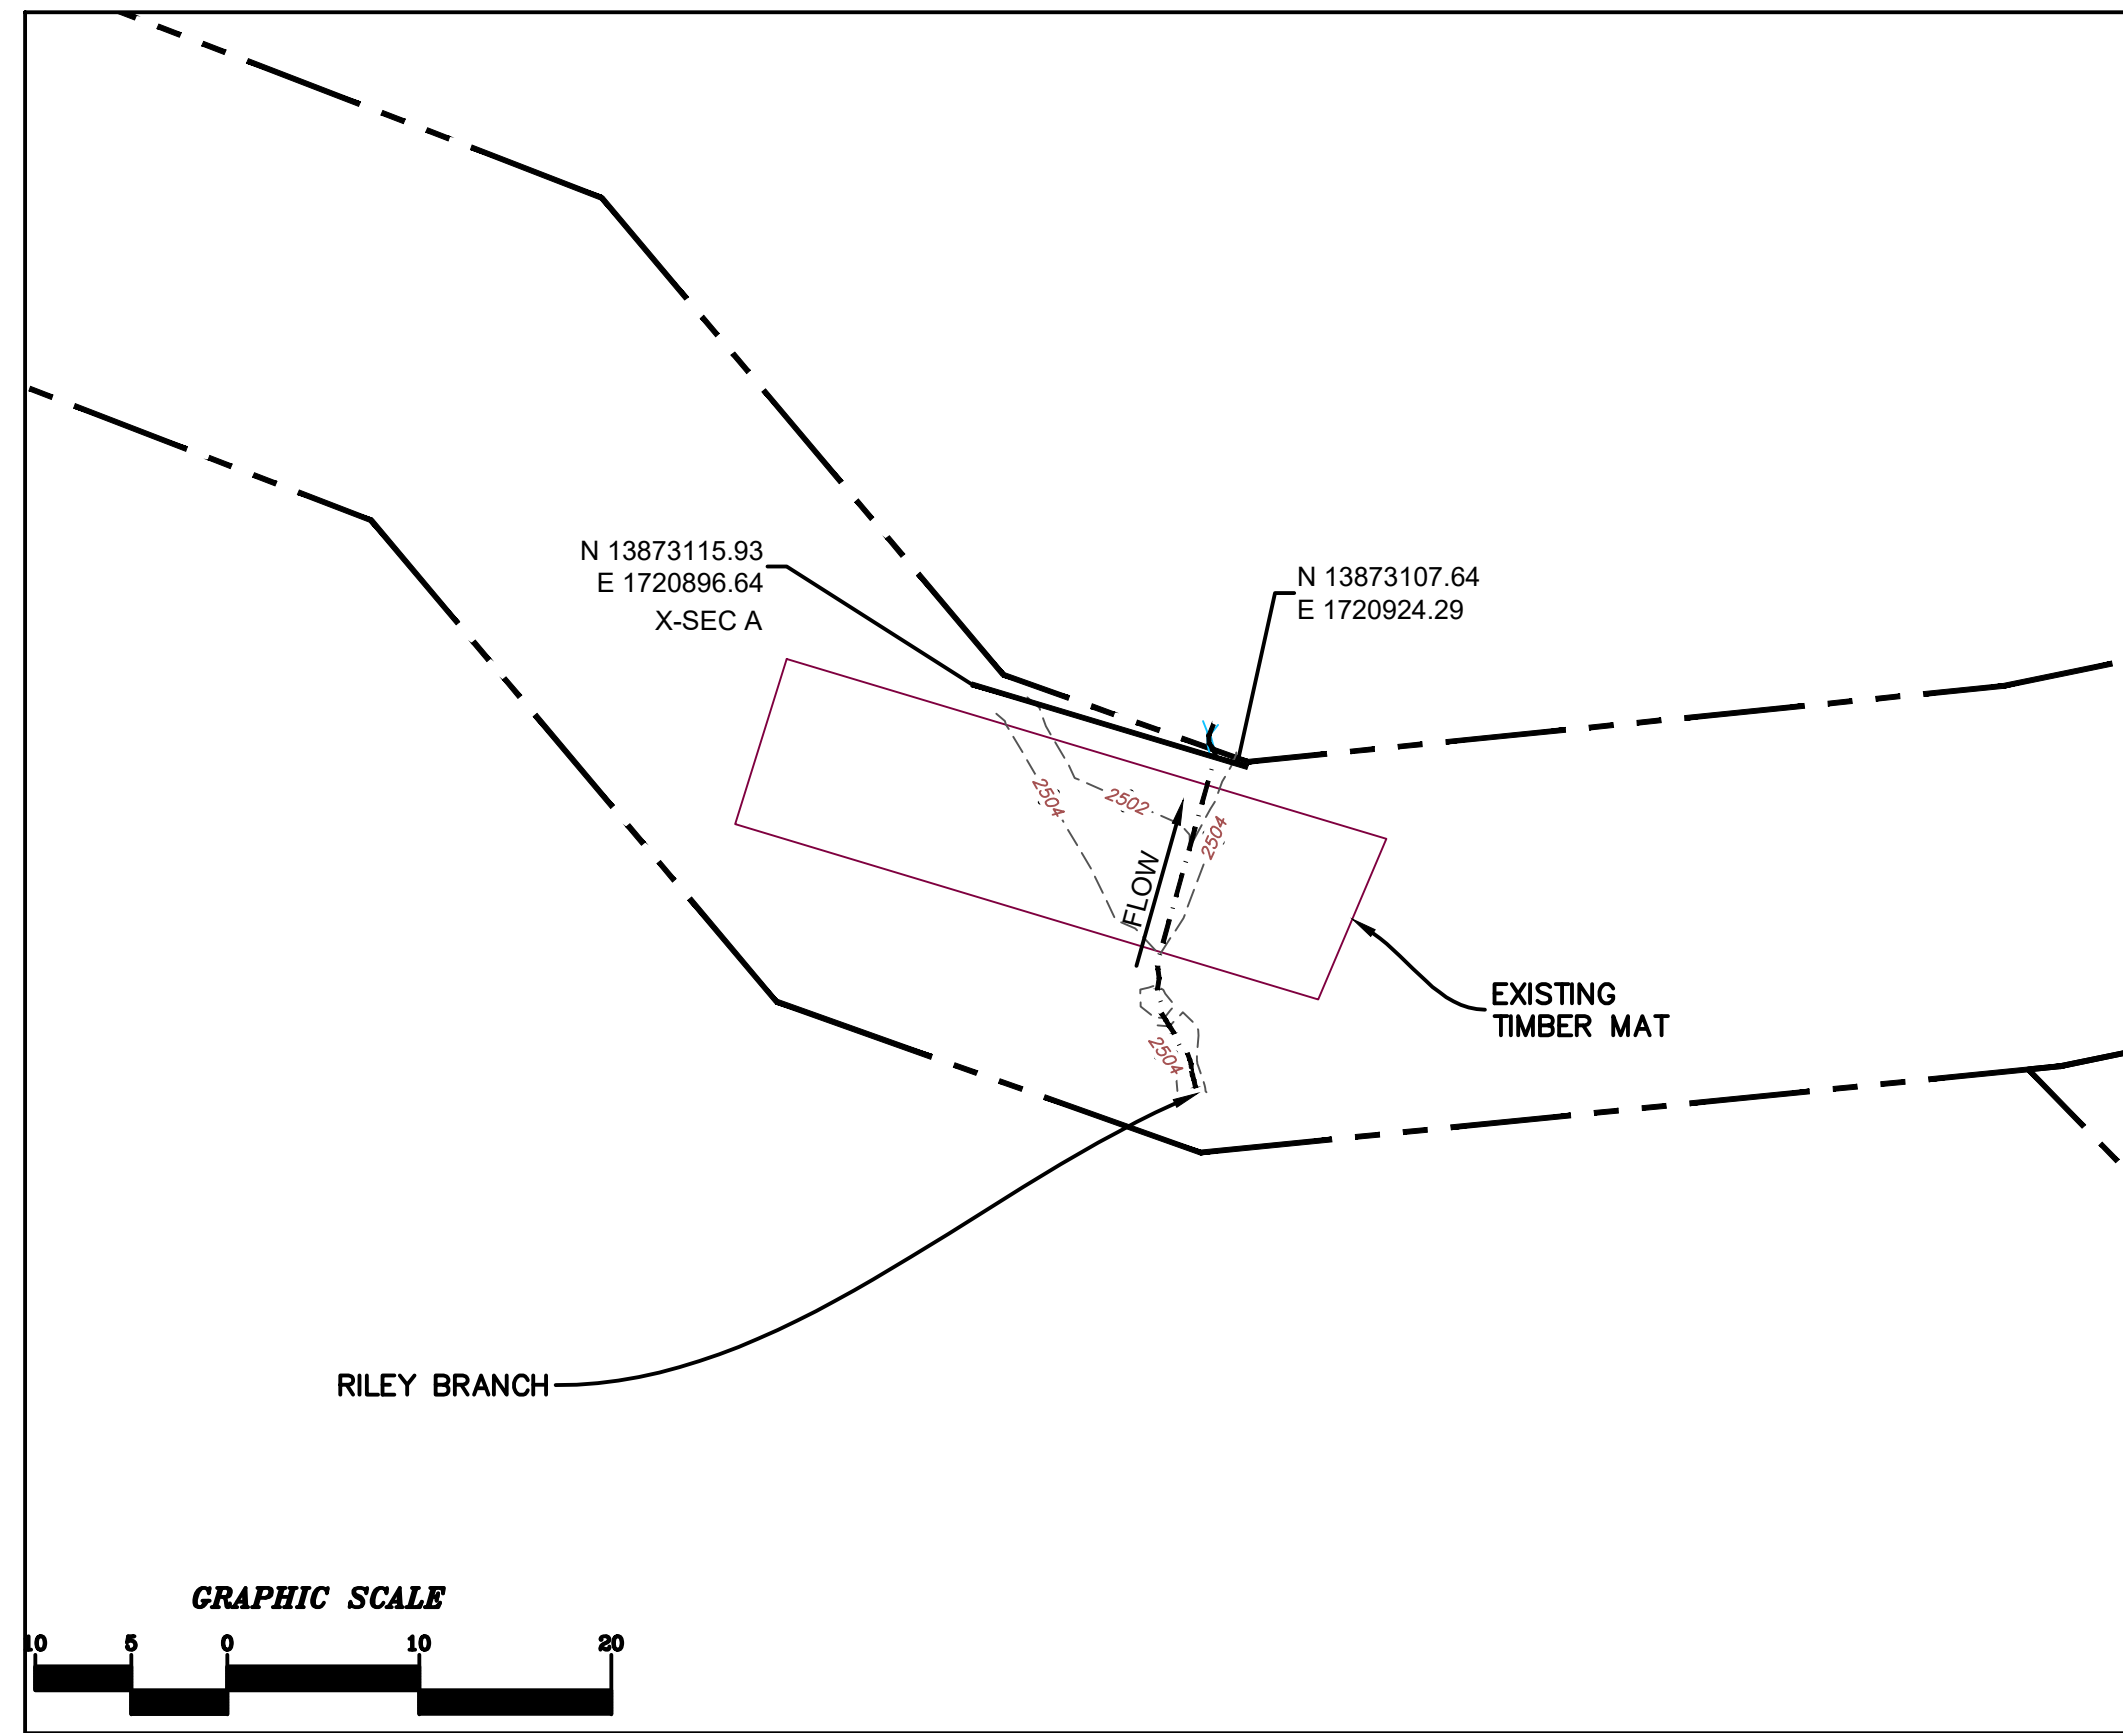 N 13873115.93
E 1720896.64
X-SEC A
N 13873107.64
E 1720924.29
2504
2502
2504
FLOW
EXISTING
TIMBER MAT
2504
RILEY BRANCH
GRAPHIC SCALE
10 5 0 10 20